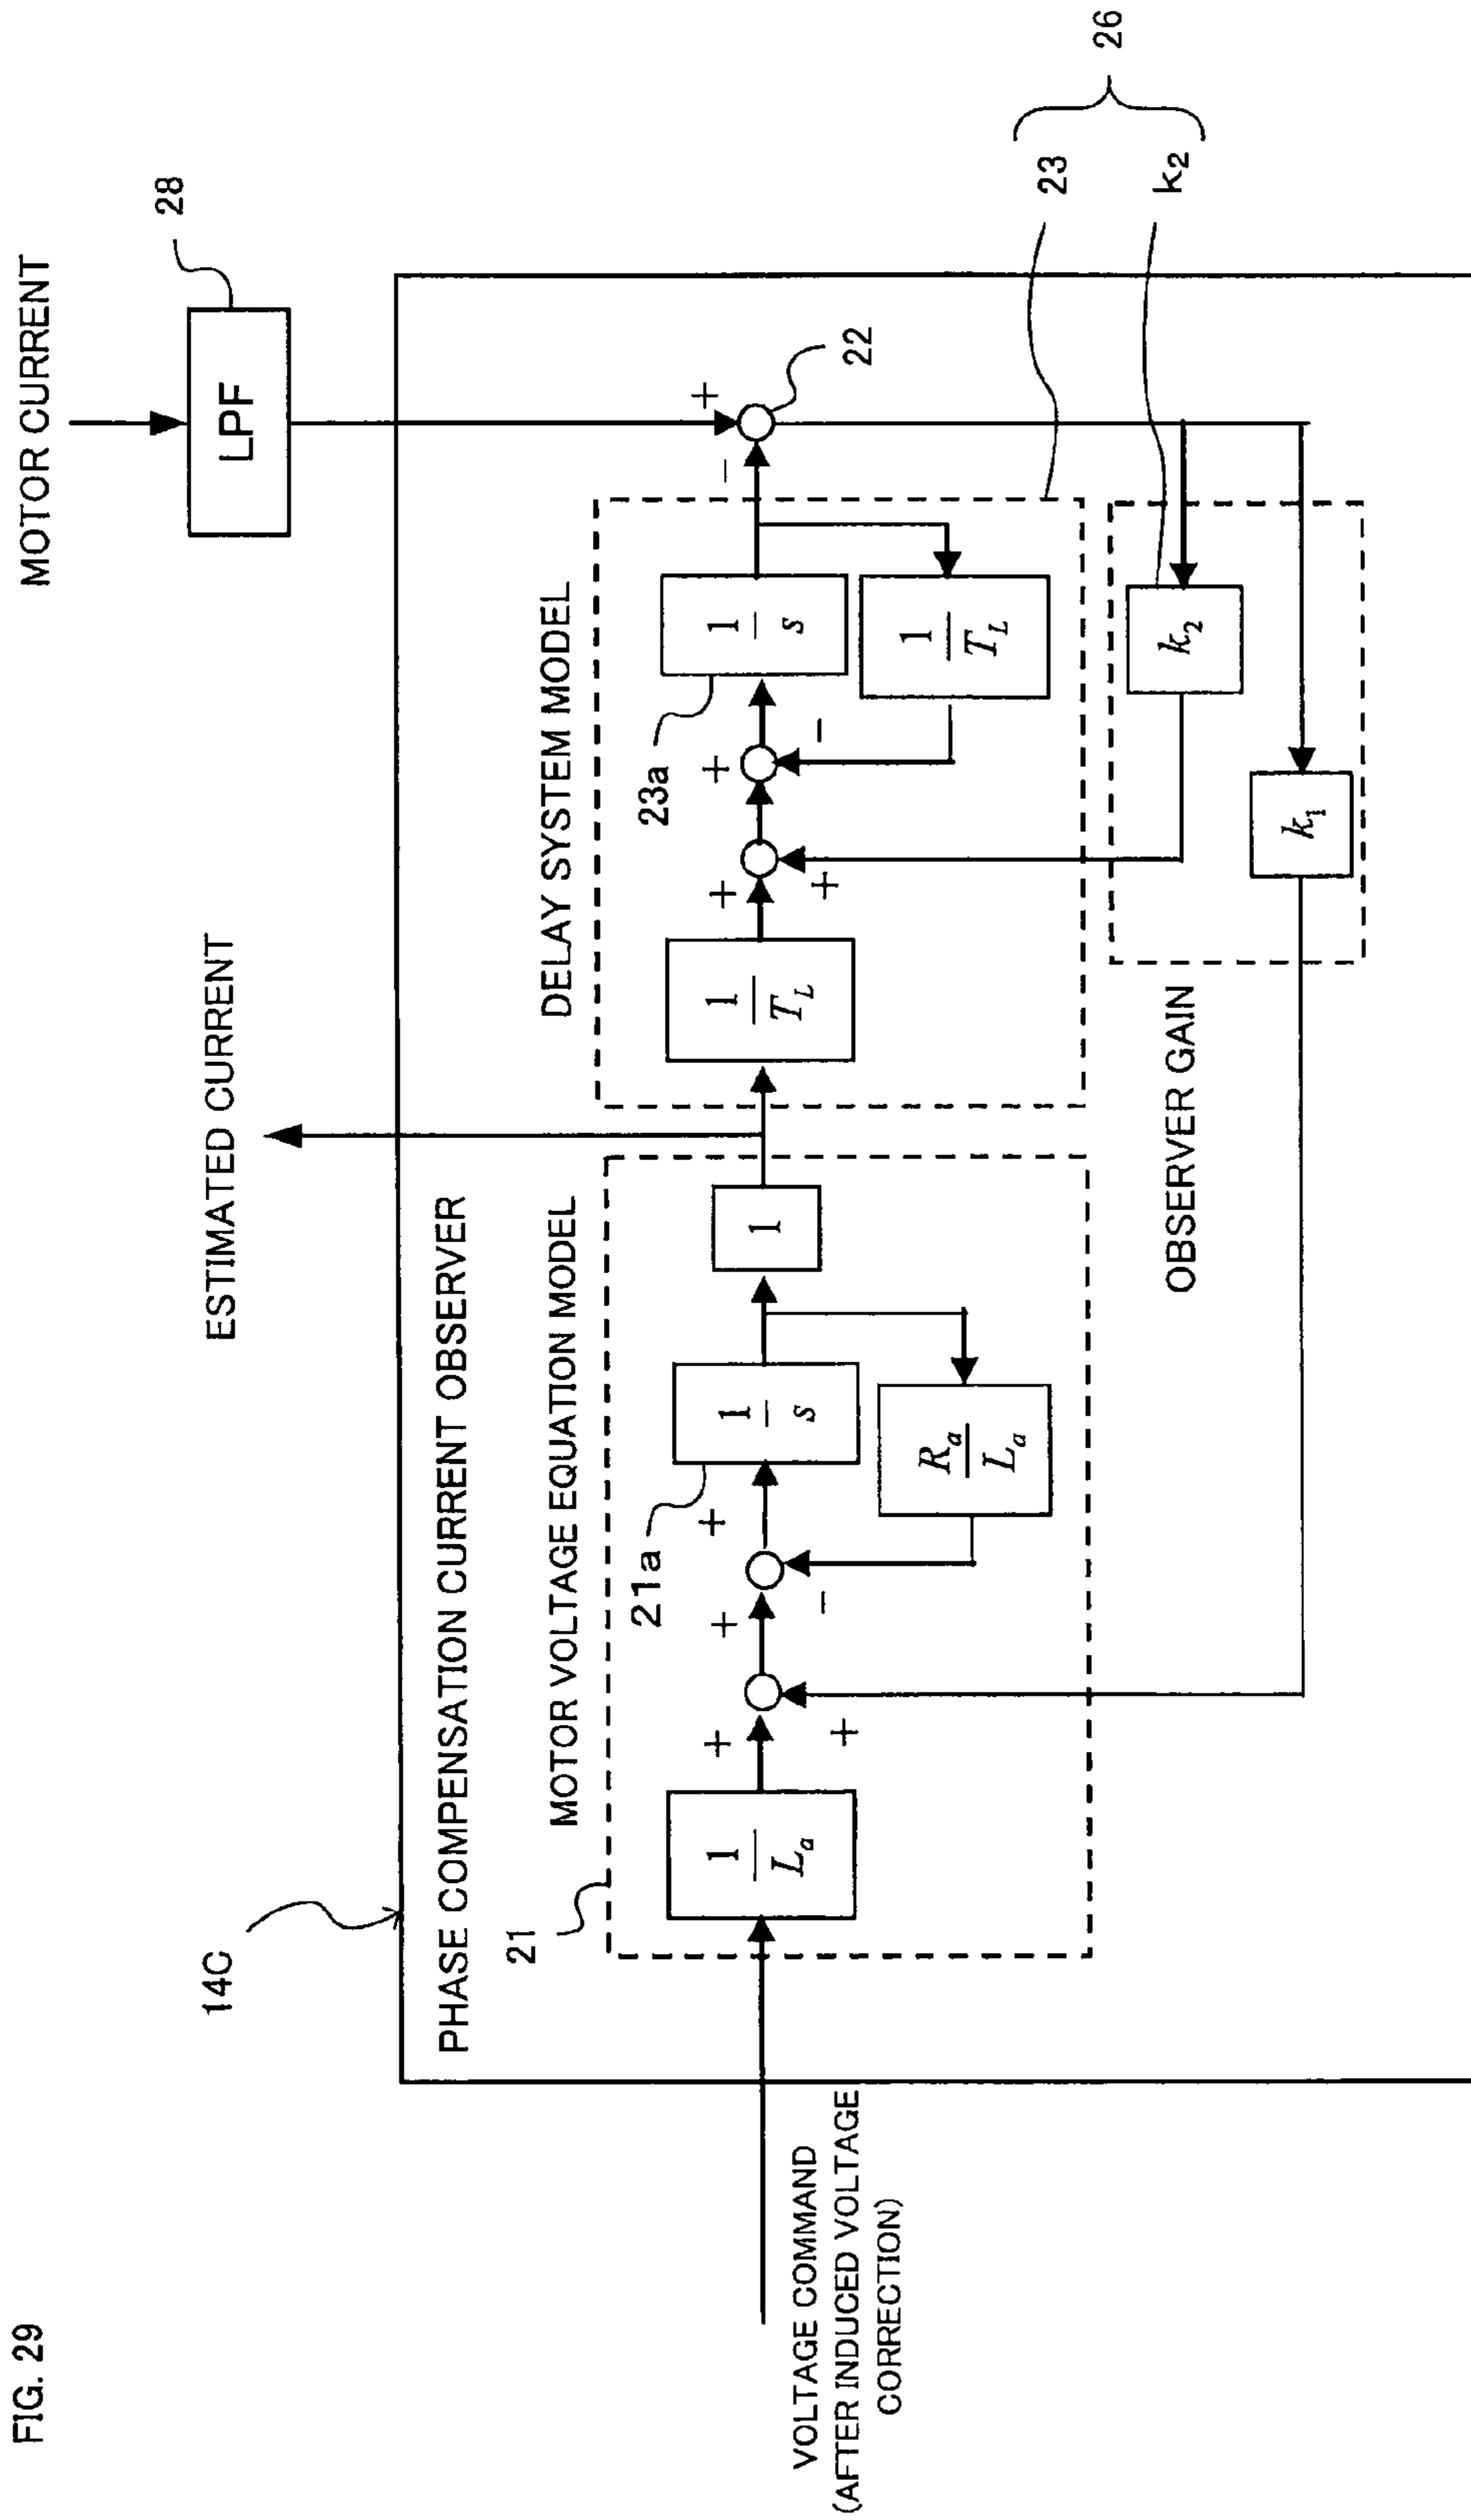 FIG. 29
MOTOR CURRENT
28
LPF
ESTIMATED CURRENT
14C
PHASE COMPENSATION CURRENT OBSERVER
21
MOTOR VOLTAGE EQUATION MODEL
DELAY SYSTEM MODEL
21a
23a
22
VOLTAGE COMMAND
(AFTER INDUCED VOLTAGE
CORRECTION)
1
L_a
+
+
+
-
+
1
s
R_a
L_a
1
1
T_L
+
+
+
-
1
s
1
T_L
-
+
23
k2
26
OBSERVER GAIN
k_2
k_1